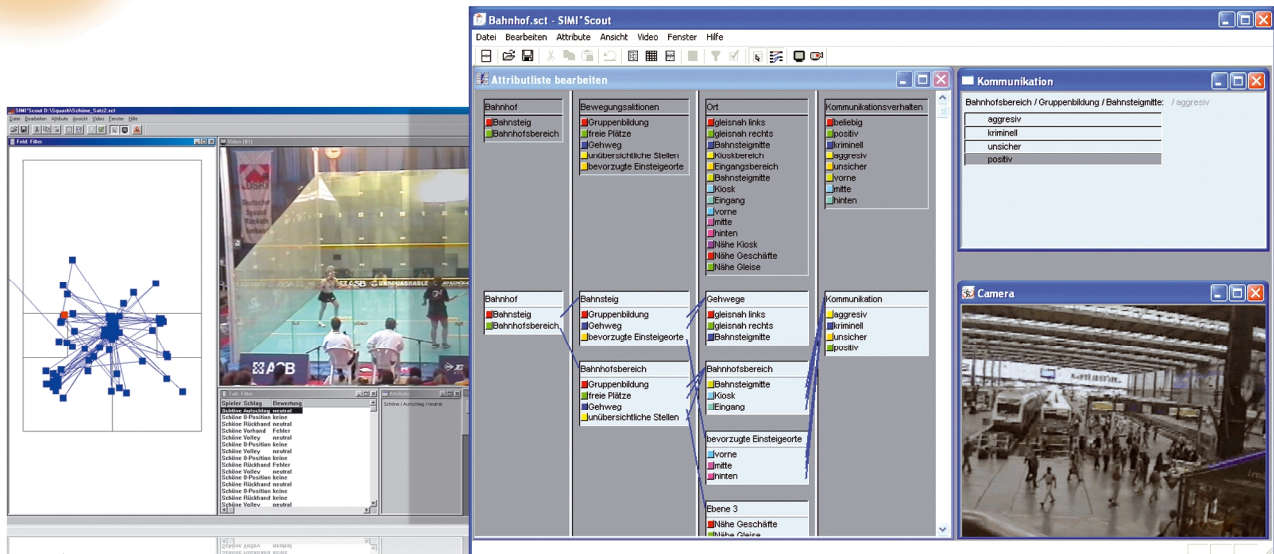 SIMI°Scout D:\Squash\Schöne_Satz2.sct
Datei Bearbeiten Attribute Ansicht Video Fenster Hilfe
Feld: Filter
Video (01)
UNSQUASHABLE
ASB
Tab: Filter
Spieler Schlag Bewertung
Schöne Aufschlag neutral
Schöne 0-Position keine
Schöne Rückhand neutral
Schöne Vorhand Fehler
Schöne Volley neutral
Schöne 0-Position keine
Schöne Volley neutral
Schöne 0-Position keine
Schöne Rückhand Fehler
Schöne Volley neutral
Schöne 0-Position keine
Schöne Rückhand neutral
Schöne 0-Position keine
Schöne Rückhand keine
Schöne Volley neutral
Schöne / Aufschlag / neutral
Bahnhof.sct - SIMI°Scout
Datei Bearbeiten Attribute Ansicht Video Fenster Hilfe
Attributliste bearbeiten
Bahnhof
Bahnsteig
Bahnhofsbereich
Bewegungsaktionen
Gruppenbildung
freie Plätze
Gehweg
unübersichtliche Stellen
bevorzugte Einsteigeorte
Ort
gleisnah links
gleisnah rechts
Bahnsteigmitte
Kioskbereich
Eingangsbereich
Bahnsteigmitte
Kiosk
Eingang
vorne
mitte
hinten
Nähe Kiosk
Nähe Geschäfte
Nähe Gleise
Kommunikationsverhalten
beliebig
positiv
kriminell
aggresiv
unsicher
vorne
mitte
hinten
Bahnhof
Bahnsteig
Bahnhofsbereich
Bahnsteig
Gruppenbildung
Gehweg
bevorzugte Einsteigeorte
Bahnhofsbereich
Gruppenbildung
freie Plätze
Gehweg
unübersichtliche Stellen
Gehwege
gleisnah links
gleisnah rechts
Bahnsteigmitte
Bahnhofsbereich
Bahnsteigmitte
Kiosk
Eingang
bevorzugte Einsteigeorte
vorne
mitte
hinten
Ebene 3
Nähe Geschäfte
Nähe Gleise
Kommunikation
aggresiv
kriminell
unsicher
positiv
Kommunikation
Bahnhofsbereich / Gruppenbildung / Bahnsteigmitte: / aggresiv
aggresiv
kriminell
unsicher
positiv
Camera